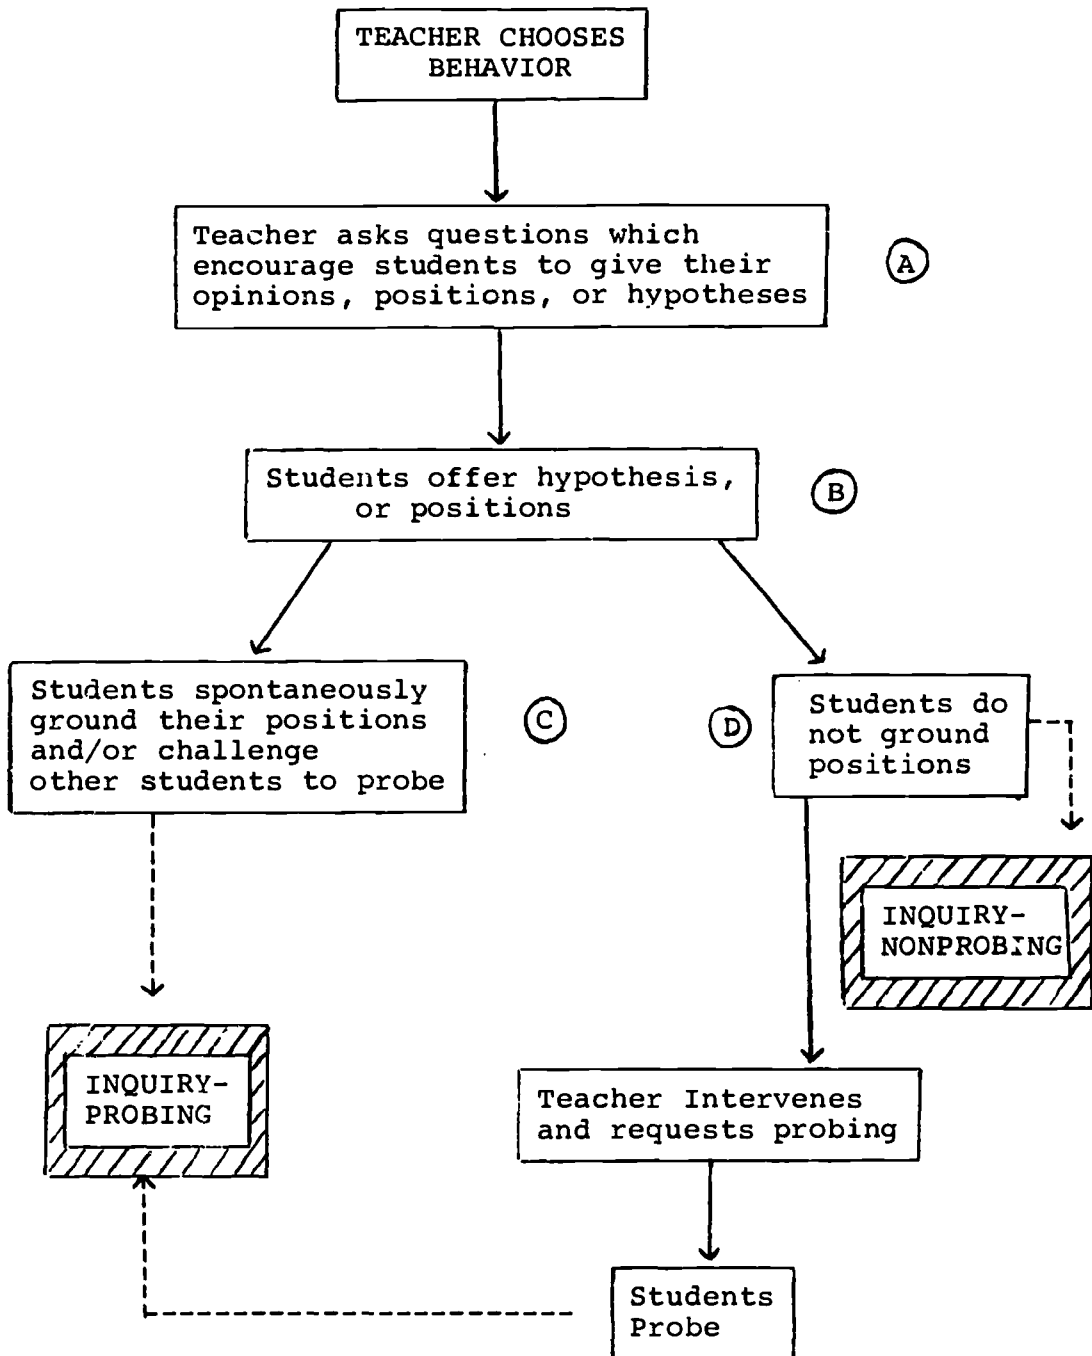 TEACHER CHOOSES
BEHAVIOR
Teacher asks questions which
encourage students to give their
opinions, positions, or hypotheses
A
Students offer hypothesis,
or positions
B
Students spontaneously
ground their positions
and/or challenge
other students to probe
C
D
Students do
not ground
positions
INQUIRY-
NONPROBING
INQUIRY-
PROBING
Teacher Intervenes
and requests probing
Students
Probe